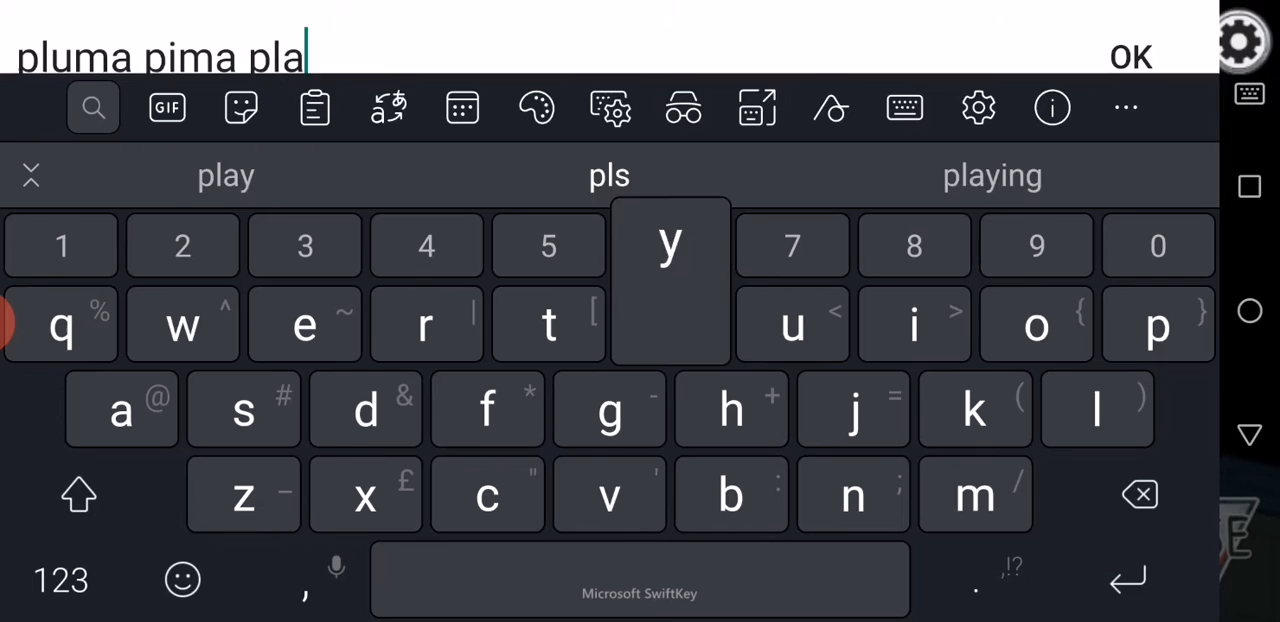 pluma pima pla
OK
GIF
play pls playing
1 2 3 4 5 y 7 8 9 0
q % w ^ e ~ r | t [ u < i > o { p }
a @ s # d & f * g - h + j = k ( l )
z – x £ c " v ' b : n ; m /
123 , Microsoft SwiftKey . ,!?